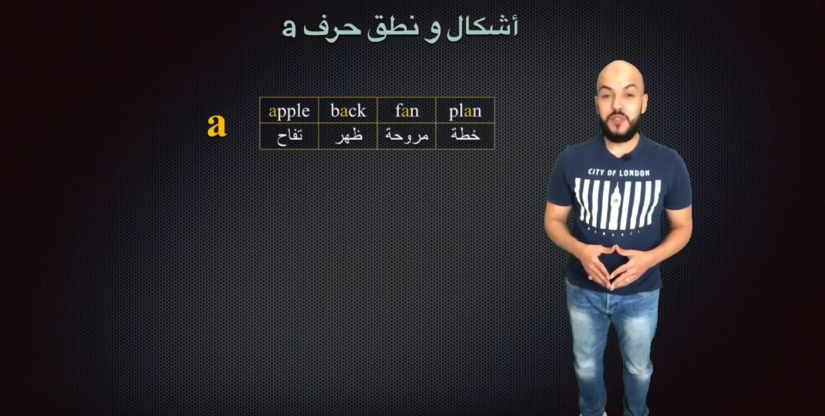 أشكال و نطق حرف a
a
apple back fan plan
تفاح ظهر مروحة خطة
CITY OF LONDON